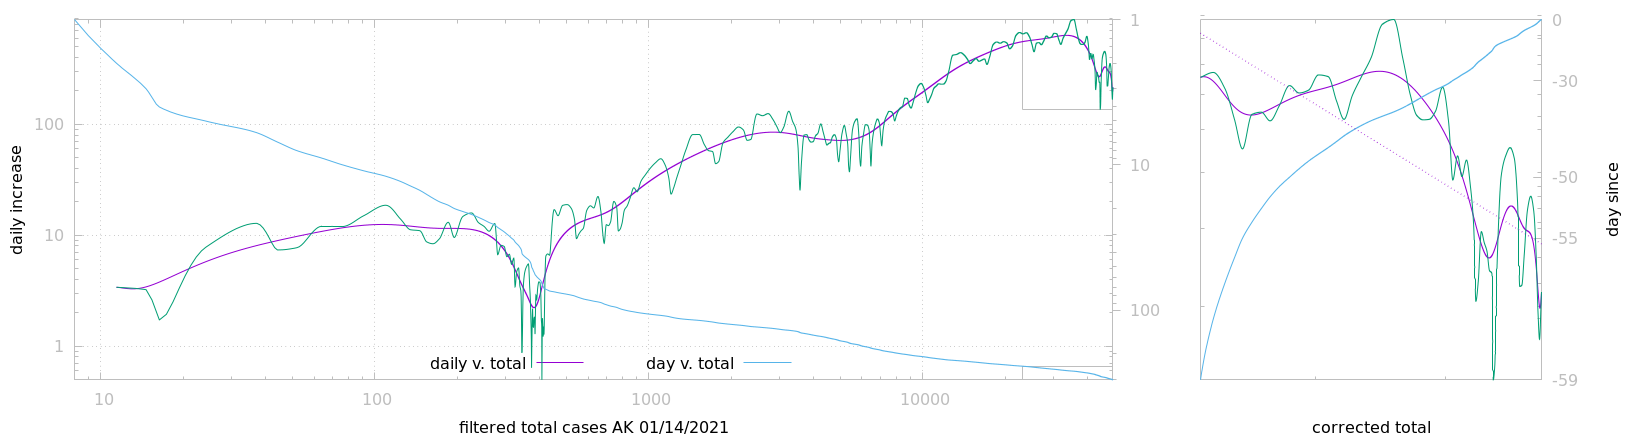 daily increase
100
10
1
10
100
1000
10000
filtered total cases AK 01/14/2021
daily v. total
day v. total
1
10
100
0
-30
-50
-55
-59
day since
corrected total